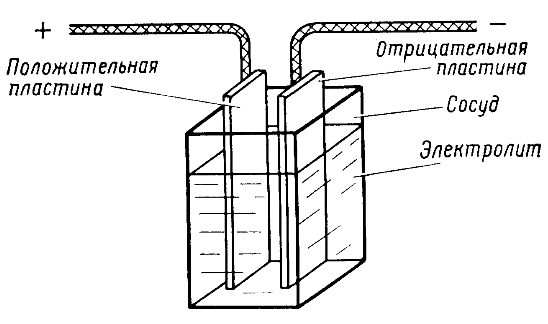 +
−
Положительная
пластина
Отрицательная
пластина
Сосуд
Электролит